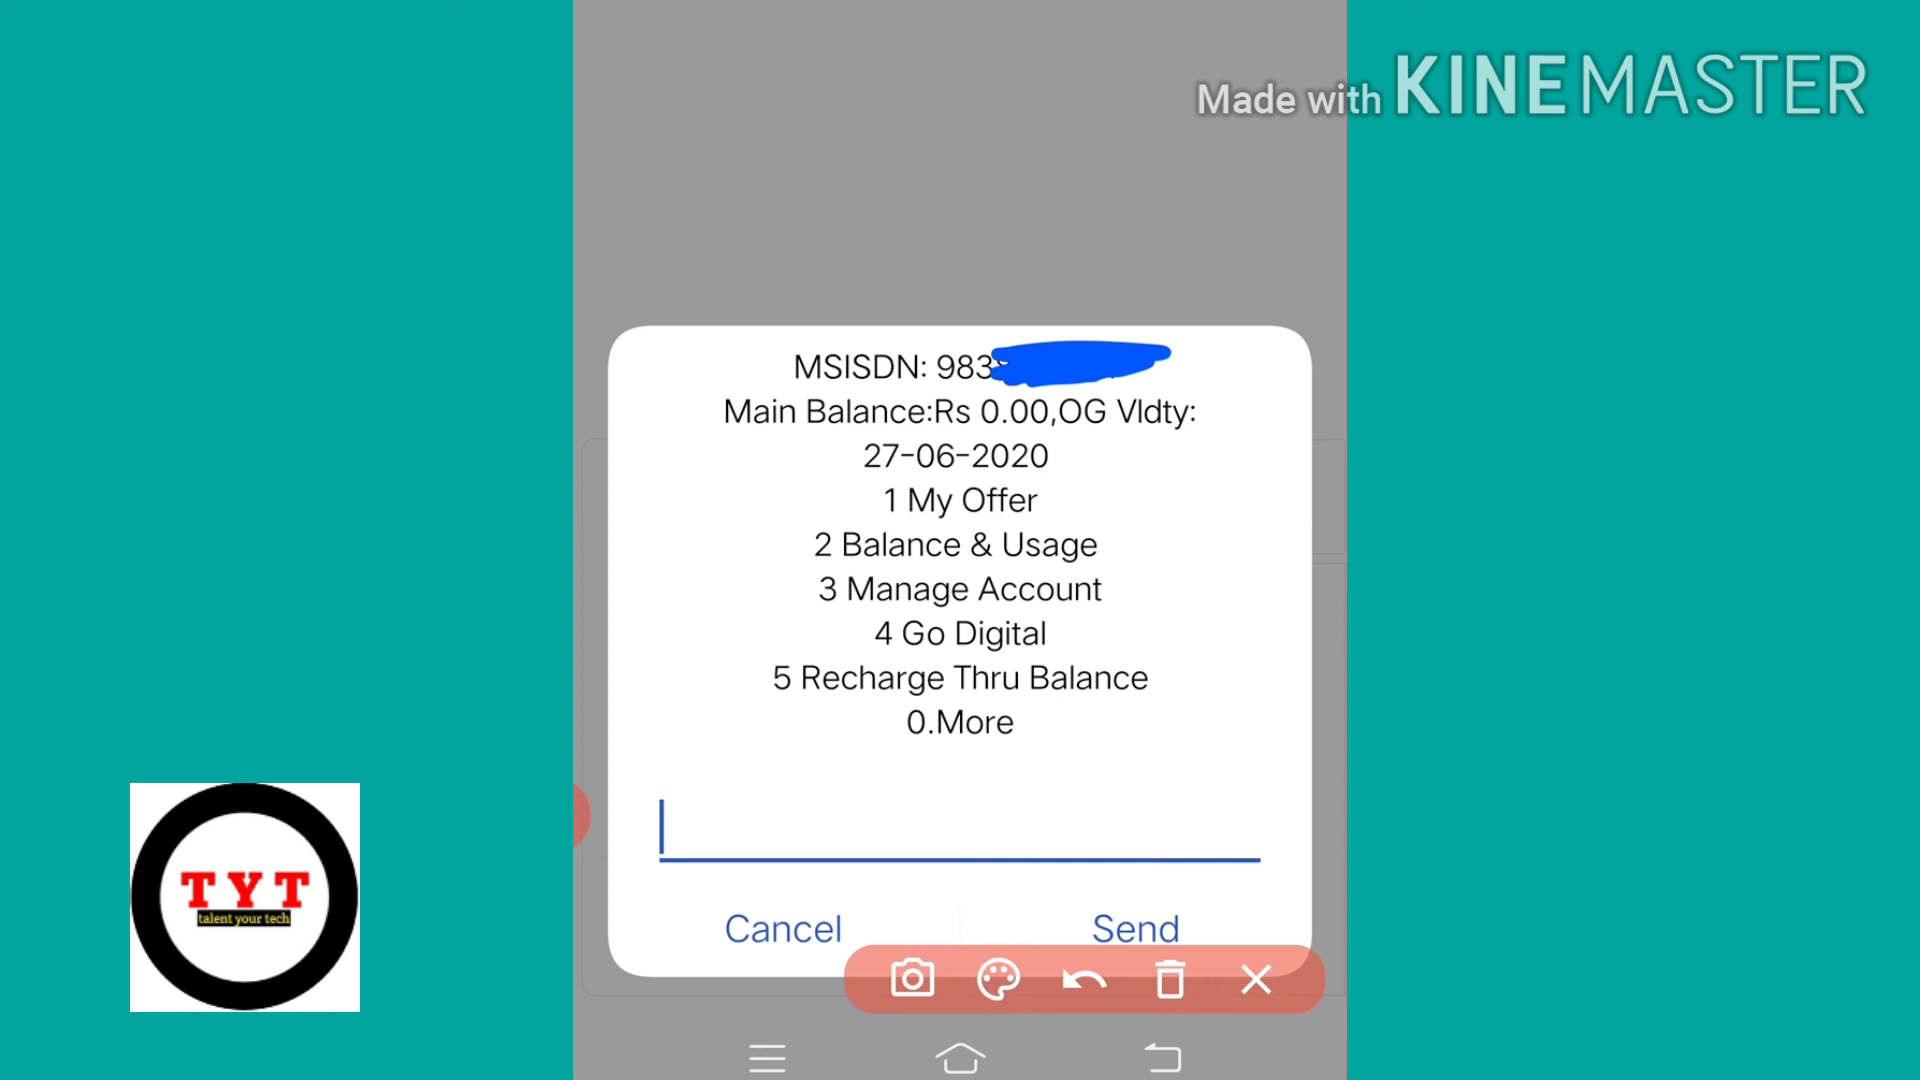 Made with KINEMASTER
MSISDN: 983
Main Balance:Rs 0.00,OG Vldty:
27-06-2020
1 My Offer
2 Balance & Usage
3 Manage Account
4 Go Digital
5 Recharge Thru Balance
0.More
Cancel
Send
TYT
talent your tech